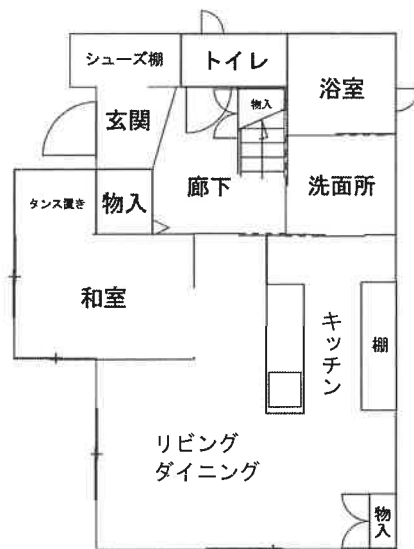 シューズ棚
トイレ
浴室
玄関
物入
タンス置き
物入
廊下
洗面所
和室
キッチン
棚
リビング
ダイニング
物入